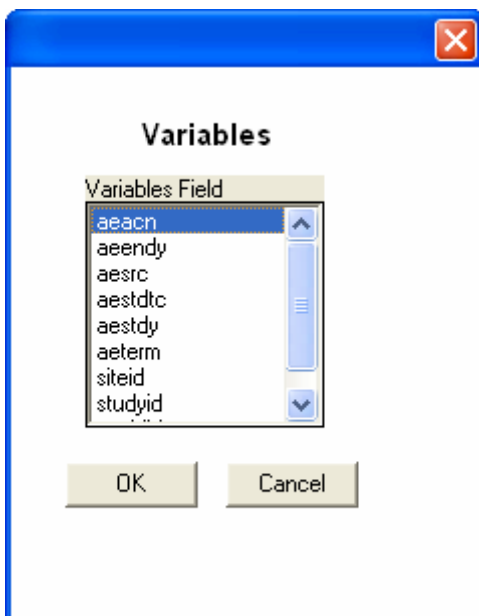 Variables
Variables Field
aeacn
aeendy
aesrc
aestdtc
aestdy
aeterm
siteid
studyid
OK
Cancel